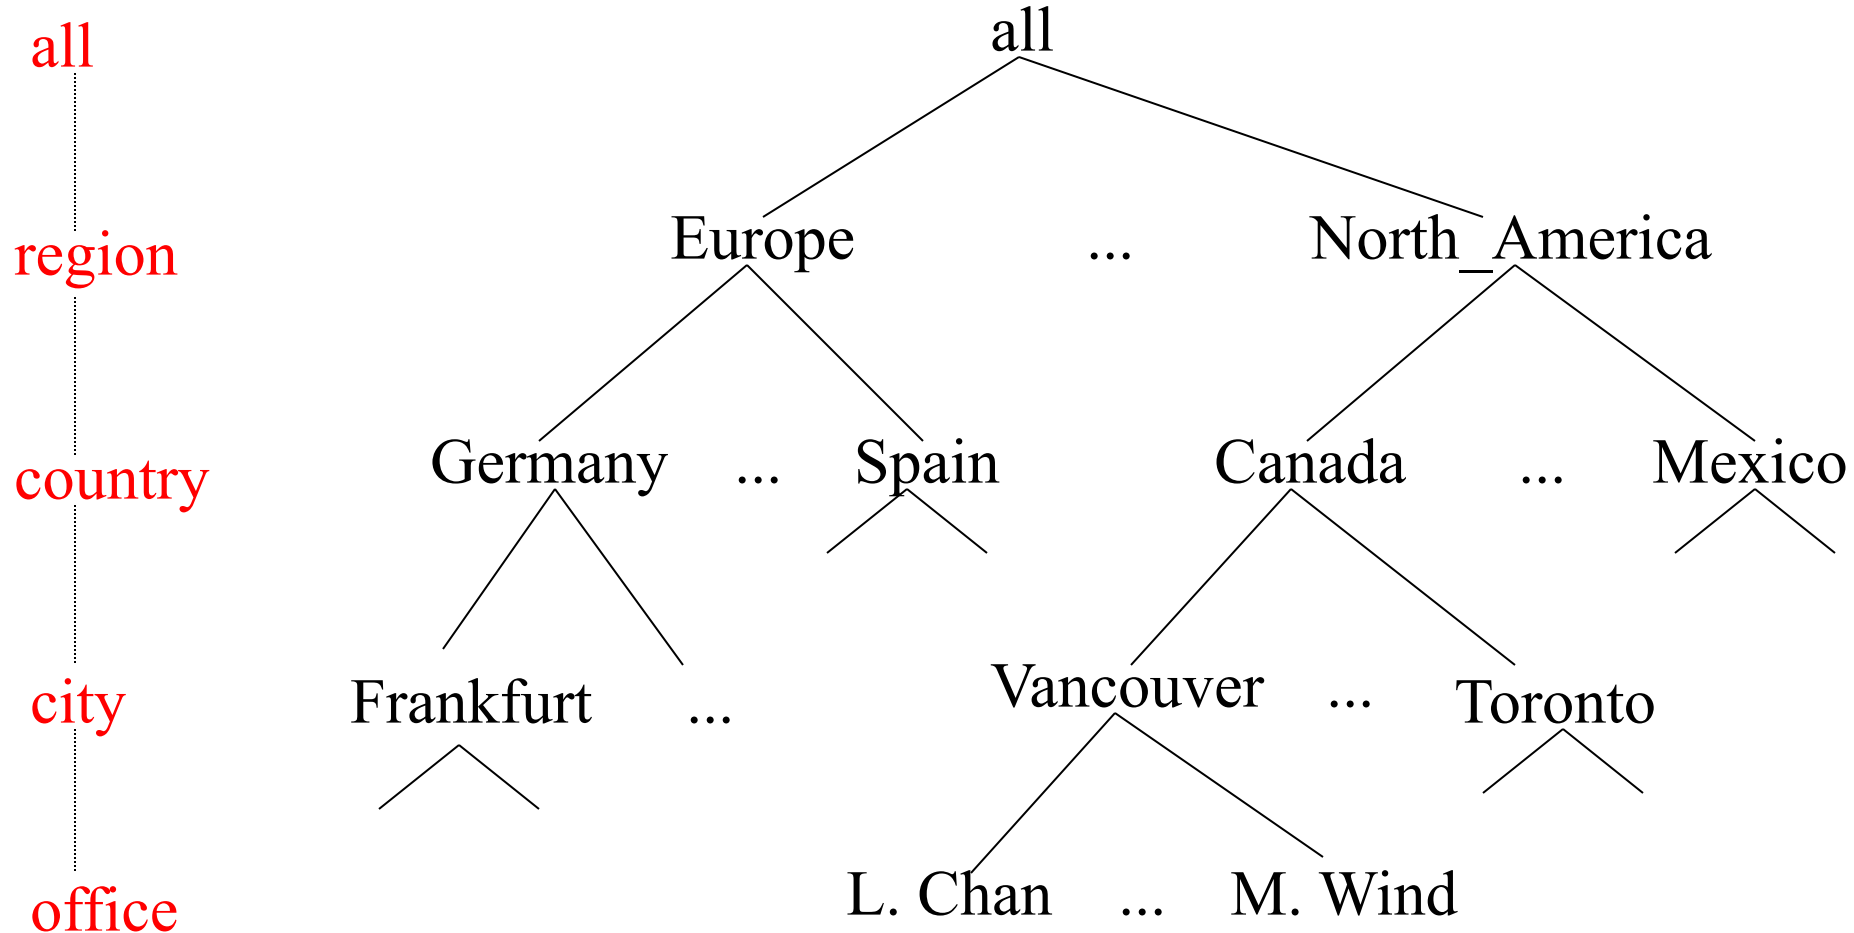 all all
region Europe ... North_America
country Germany ... Spain Canada ... Mexico
city Frankfurt ... Vancouver ... Toronto
office L. Chan ... M. Wind